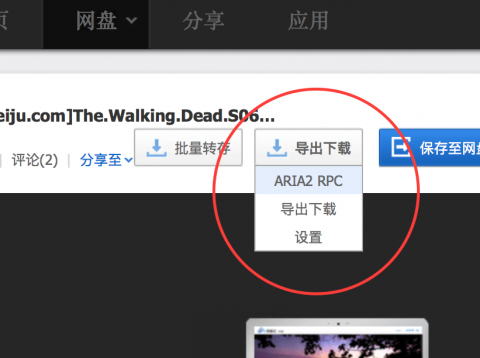 页 网盘 分享 应用
eiju.com]The.Walking.Dead.S06...
评论(2) | 分享至 批量转存 导出下载 保存至网盘
ARIA2 RPC
导出下载
设置